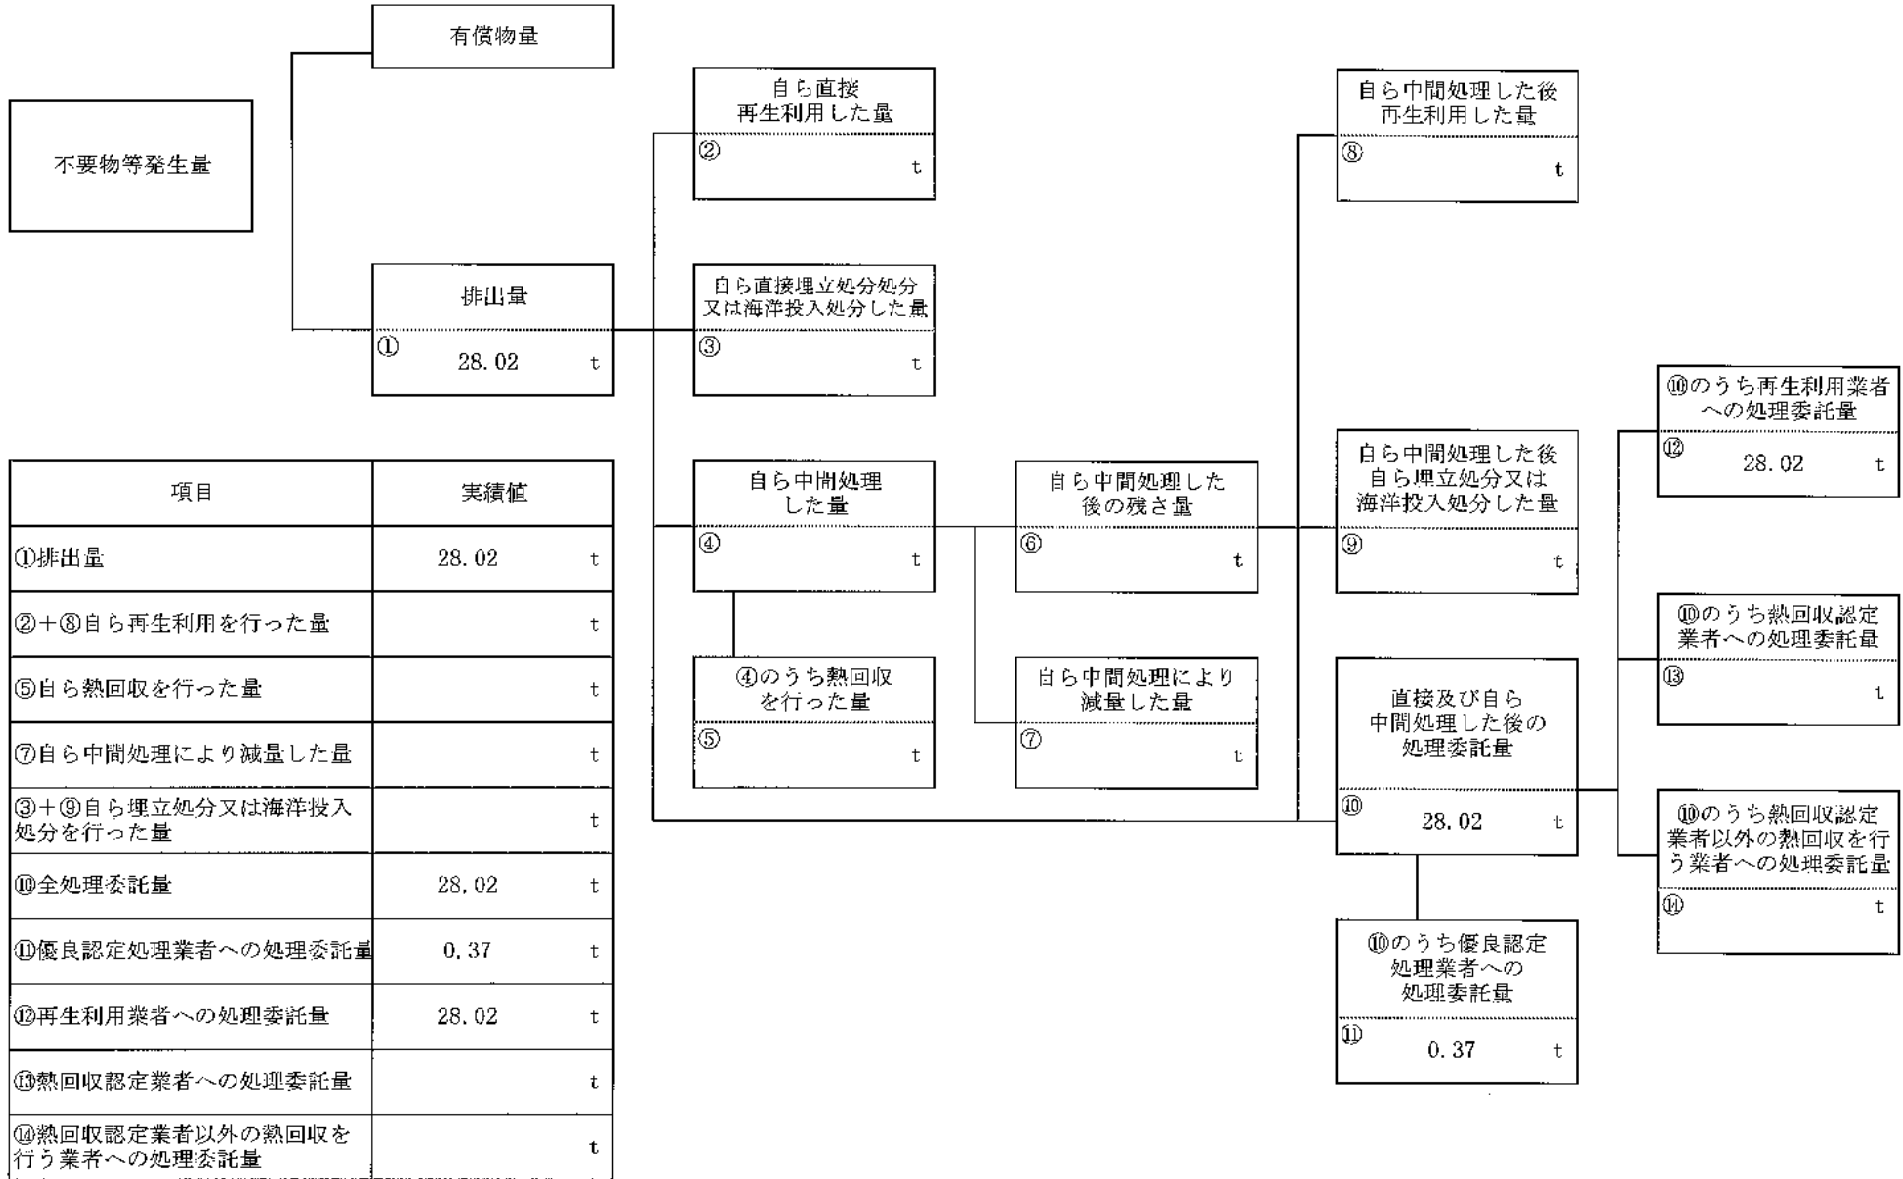 有償物量
不要物等発生量
排出量
① 28.02 t
自ら直接
再生利用した量
② t
自ら直接埋立処分処分
又は海洋投入処分した量
③ t
自ら中間処理
した量
④ t
④のうち熱回収
を行った量
⑤ t
自ら中間処理した
後の残さ量
⑥ t
自ら中間処理により
減量した量
⑦ t
自ら中間処理した後
再生利用した量
⑧ t
自ら中間処理した後
自ら埋立処分又は
海洋投入処分した量
⑨ t
直接及び自ら
中間処理した後の
処理委託量
⑩ 28.02 t
⑩のうち優良認定
処理業者への
処理委託量
⑪ 0.37 t
⑩のうち再生利用業者
への処理委託量
⑫ 28.02 t
⑩のうち熱回収認定
業者への処理委託量
⑬ t
⑩のうち熱回収認定
業者以外の熱回収を行
う業者への処理委託量
⑭ t
項目 実績値
①排出量 28.02 t
②+⑧自ら再生利用を行った量 t
⑤自ら熱回収を行った量 t
⑦自ら中間処理により減量した量 t
③+⑨自ら埋立処分又は海洋投入
処分を行った量 t
⑩全処理委託量 28.02 t
⑪優良認定処理業者への処理委託量 0.37 t
⑫再生利用業者への処理委託量 28.02 t
⑬熱回収認定業者への処理委託量 t
⑭熱回収認定業者以外の熱回収を
行う業者への処理委託量 t